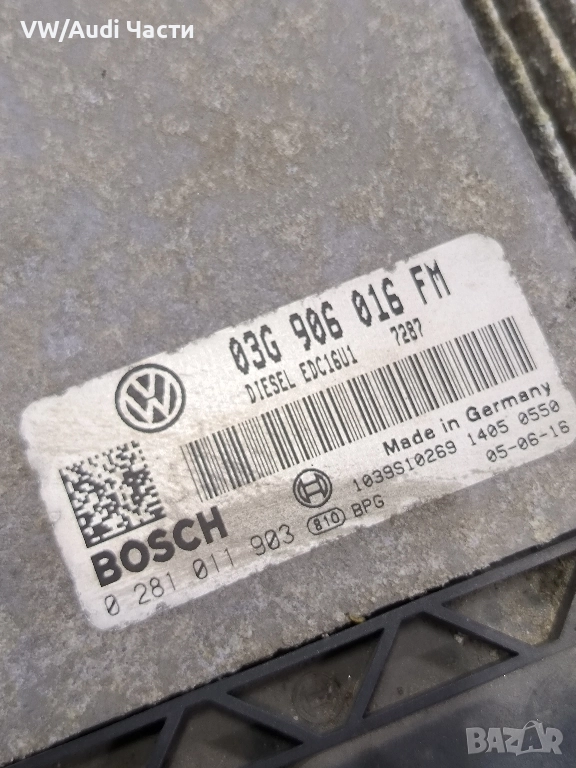 VW/Audi Части
03G 906 016 FM
DIESEL EDC16U1 7287
Made in Germany
1039S10269 1405 0550
05-06-16
BOSCH
0 281 011 903 810 BPG
BAZAR